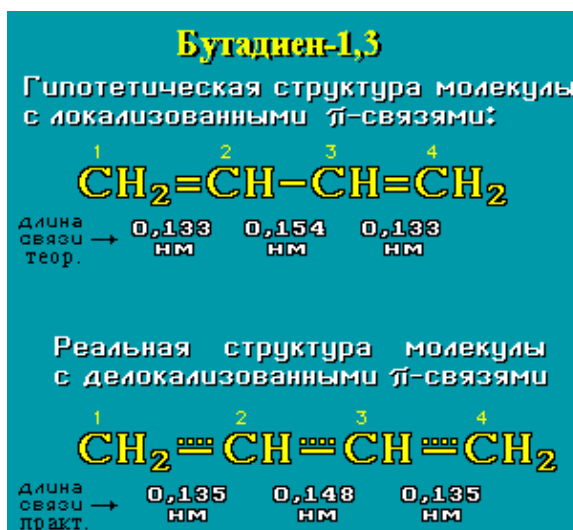 Бутадиен-1,3
Гипотетическая структура молекулы
с локализованными π-связями:
1 2 3 4
CH₂=CH−CH=CH₂
длина связи теор. → 0,133 нм 0,154 нм 0,133 нм
Реальная структура молекулы
с делокализованными π-связями
1 2 3 4
CH₂⩸CH⩸CH⩸CH₂
длина связи практ. → 0,135 нм 0,148 нм 0,135 нм